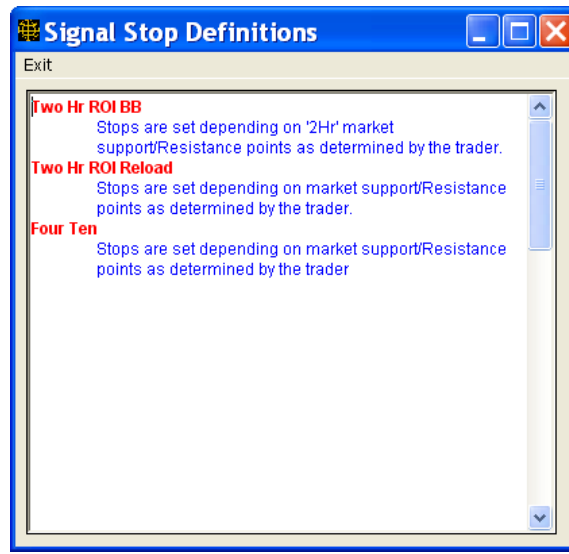 Signal Stop Definitions
Exit
Two Hr ROI BB
Stops are set depending on '2Hr' market
support/Resistance points as determined by the trader.
Two Hr ROI Reload
Stops are set depending on market support/Resistance
points as determined by the trader.
Four Ten
Stops are set depending on market support/Resistance
points as determined by the trader